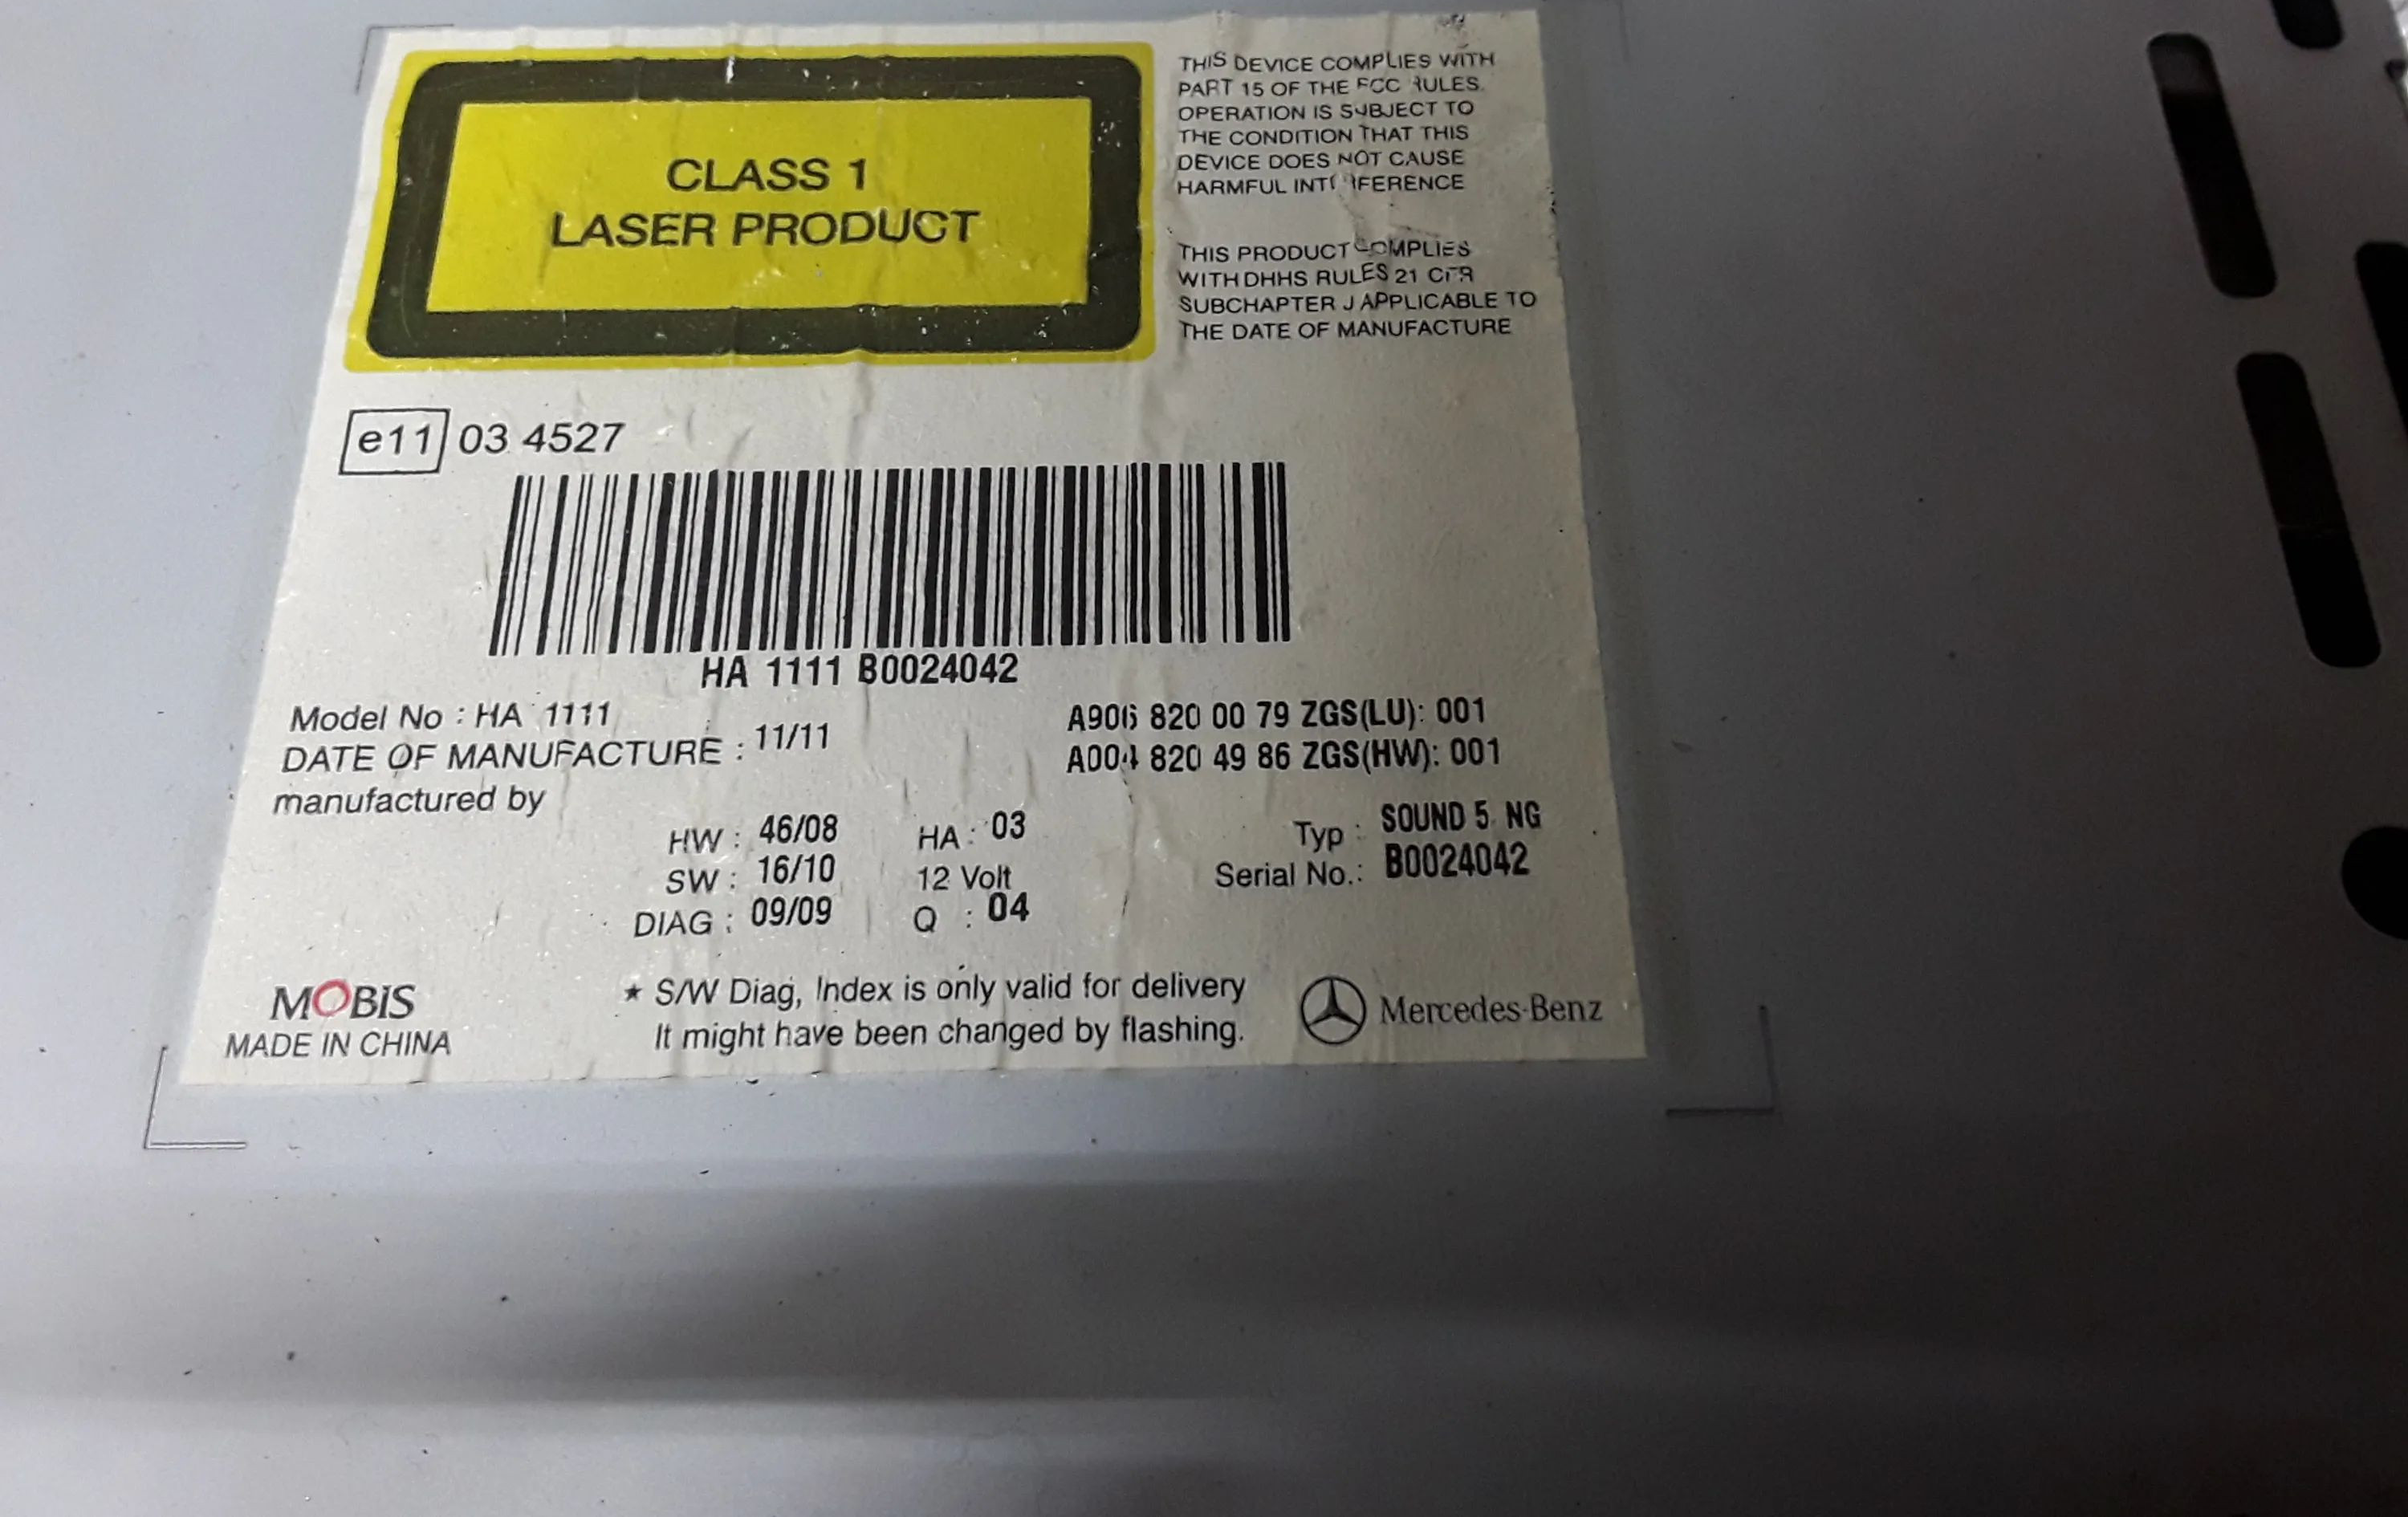 CLASS 1
LASER PRODUCT
THIS DEVICE COMPLIES WITH
PART 15 OF THE FCC RULES.
OPERATION IS SUBJECT TO
THE CONDITION THAT THIS
DEVICE DOES NOT CAUSE
HARMFUL INTERFERENCE
THIS PRODUCT COMPLIES
WITH DHHS RULES 21 CFR
SUBCHAPTER J APPLICABLE TO
THE DATE OF MANUFACTURE
e11 03 4527
HA 1111 B0024042
Model No : HA 1111
DATE OF MANUFACTURE : 11/11
manufactured by
A906 820 00 79 ZGS(LU): 001
A004 820 49 86 ZGS(HW): 001
HW : 46/08 HA : 03
SW : 16/10 12 Volt
DIAG : 09/09 Q : 04
Typ : SOUND 5 NG
Serial No.: B0024042
MOBIS
MADE IN CHINA
★ S/W Diag, Index is only valid for delivery
It might have been changed by flashing.
Mercedes-Benz